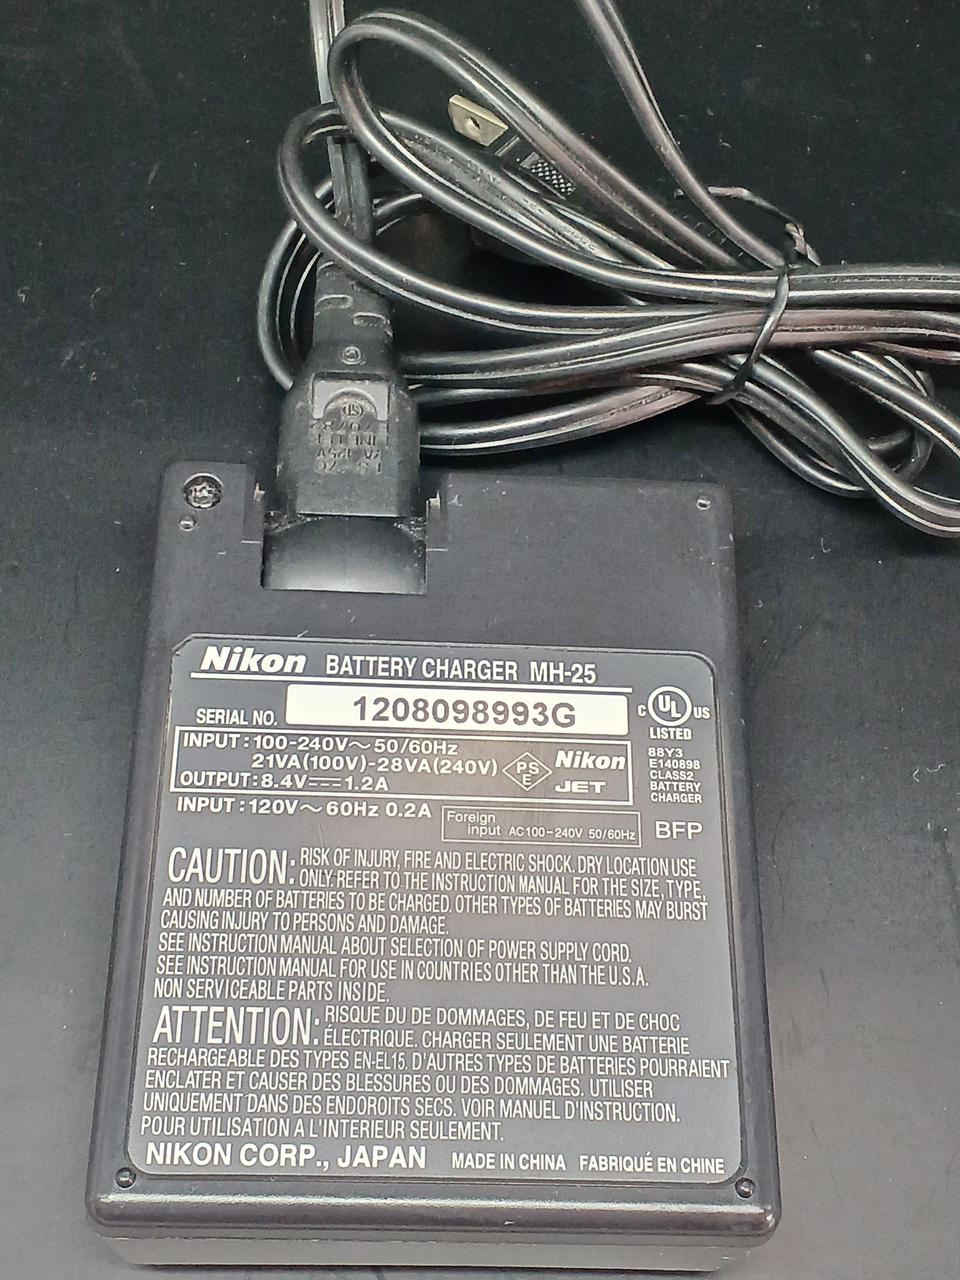 Nikon BATTERY CHARGER MH-25
SERIAL NO. 1208098993G
C UL US
LISTED
88Y3
E140898
CLASS2
BATTERY
CHARGER
INPUT : 100-240V～50/60Hz
21VA(100V)-28VA(240V)
OUTPUT : 8.4V⎓1.2A
PS
E
Nikon
JET
INPUT : 120V～60Hz 0.2A
Foreign
input AC100-240V 50/60Hz
BFP
CAUTION: RISK OF INJURY, FIRE AND ELECTRIC SHOCK. DRY LOCATION USE
ONLY. REFER TO THE INSTRUCTION MANUAL FOR THE SIZE, TYPE,
AND NUMBER OF BATTERIES TO BE CHARGED. OTHER TYPES OF BATTERIES MAY BURST
CAUSING INJURY TO PERSONS AND DAMAGE.
SEE INSTRUCTION MANUAL ABOUT SELECTION OF POWER SUPPLY CORD.
SEE INSTRUCTION MANUAL FOR USE IN COUNTRIES OTHER THAN THE U.S.A.
NON SERVICEABLE PARTS INSIDE.
ATTENTION: RISQUE DU DE DOMMAGES, DE FEU ET DE CHOC
ÉLECTRIQUE. CHARGER SEULEMENT UNE BATTERIE
RECHARGEABLE DES TYPES EN-EL15. D'AUTRES TYPES DE BATTERIES POURRAIENT
ENCLATER ET CAUSER DES BLESSURES OU DES DOMMAGES. UTILISER
UNIQUEMENT DANS DES ENDOROITS SECS. VOIR MANUEL D'INSTRUCTION.
POUR UTILISATION A L'INTERIEUR SEULEMENT.
NIKON CORP., JAPAN MADE IN CHINA FABRIQUÉ EN CHINE